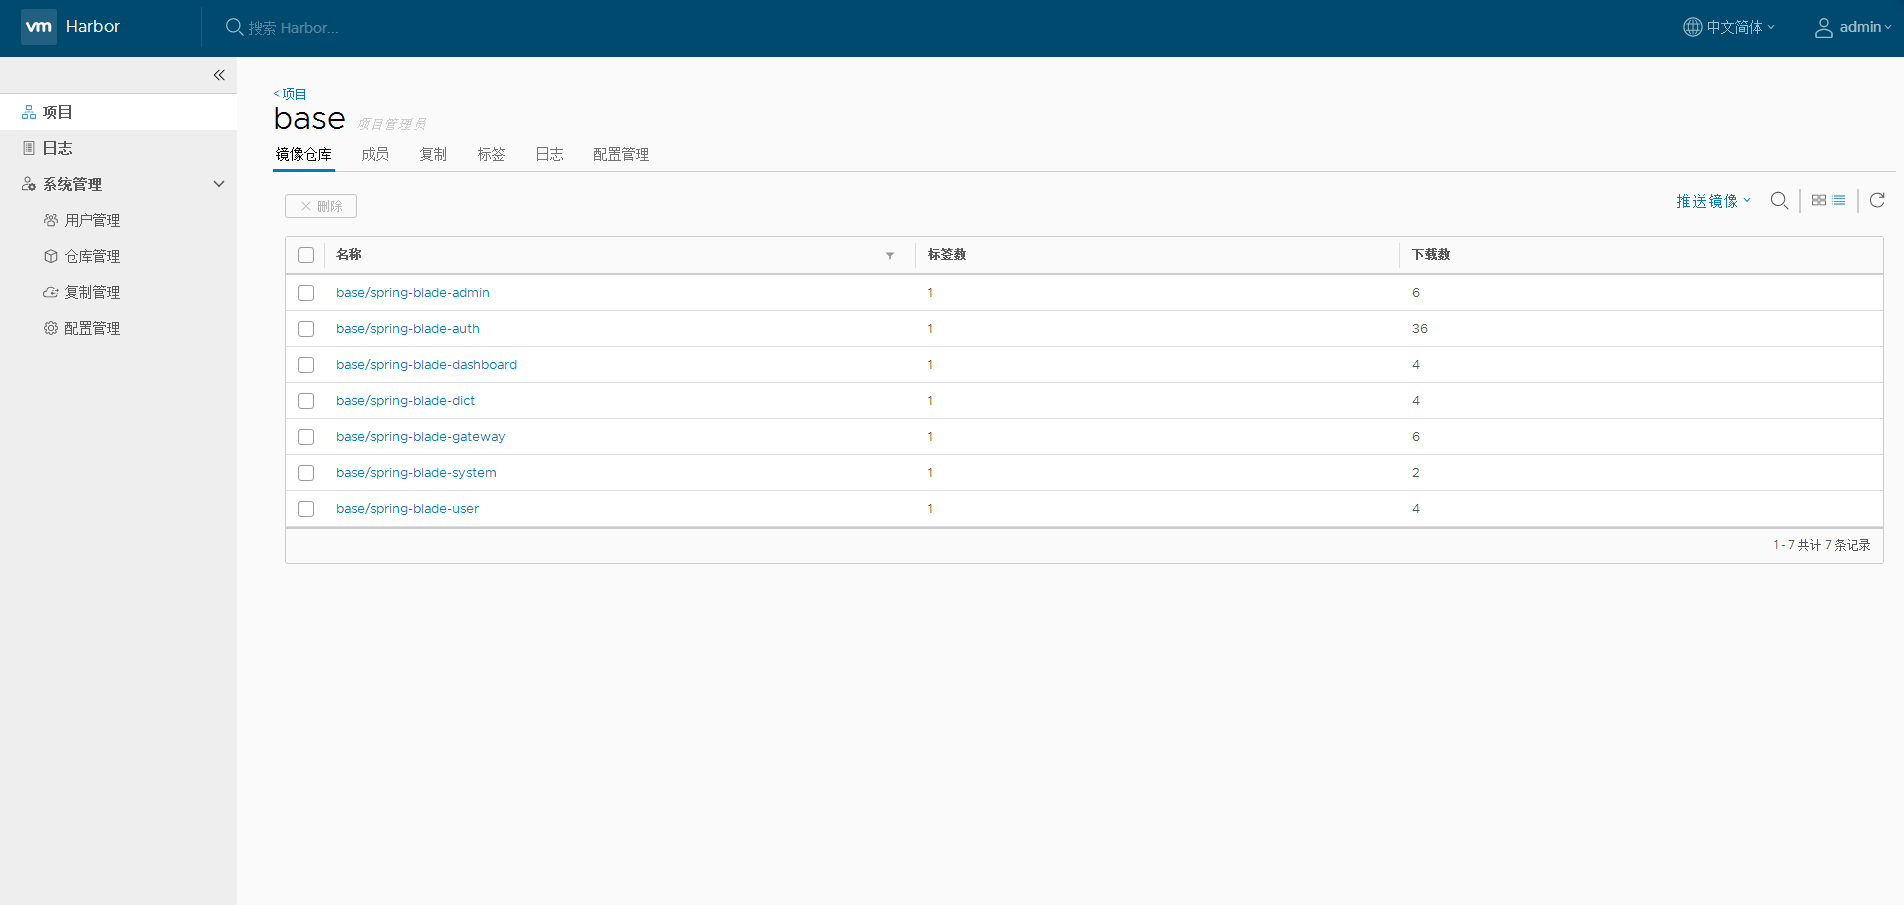 vm Harbor 搜索 Harbor... 中文简体 admin
项目
日志
系统管理
用户管理
仓库管理
复制管理
配置管理
<项目
base 项目管理员
镜像仓库 成员 复制 标签 日志 配置管理
删除 推送镜像
名称 标签数 下载数
base/spring-blade-admin 1 6
base/spring-blade-auth 1 36
base/spring-blade-dashboard 1 4
base/spring-blade-dict 1 4
base/spring-blade-gateway 1 6
base/spring-blade-system 1 2
base/spring-blade-user 1 4
1 - 7 共计 7 条记录